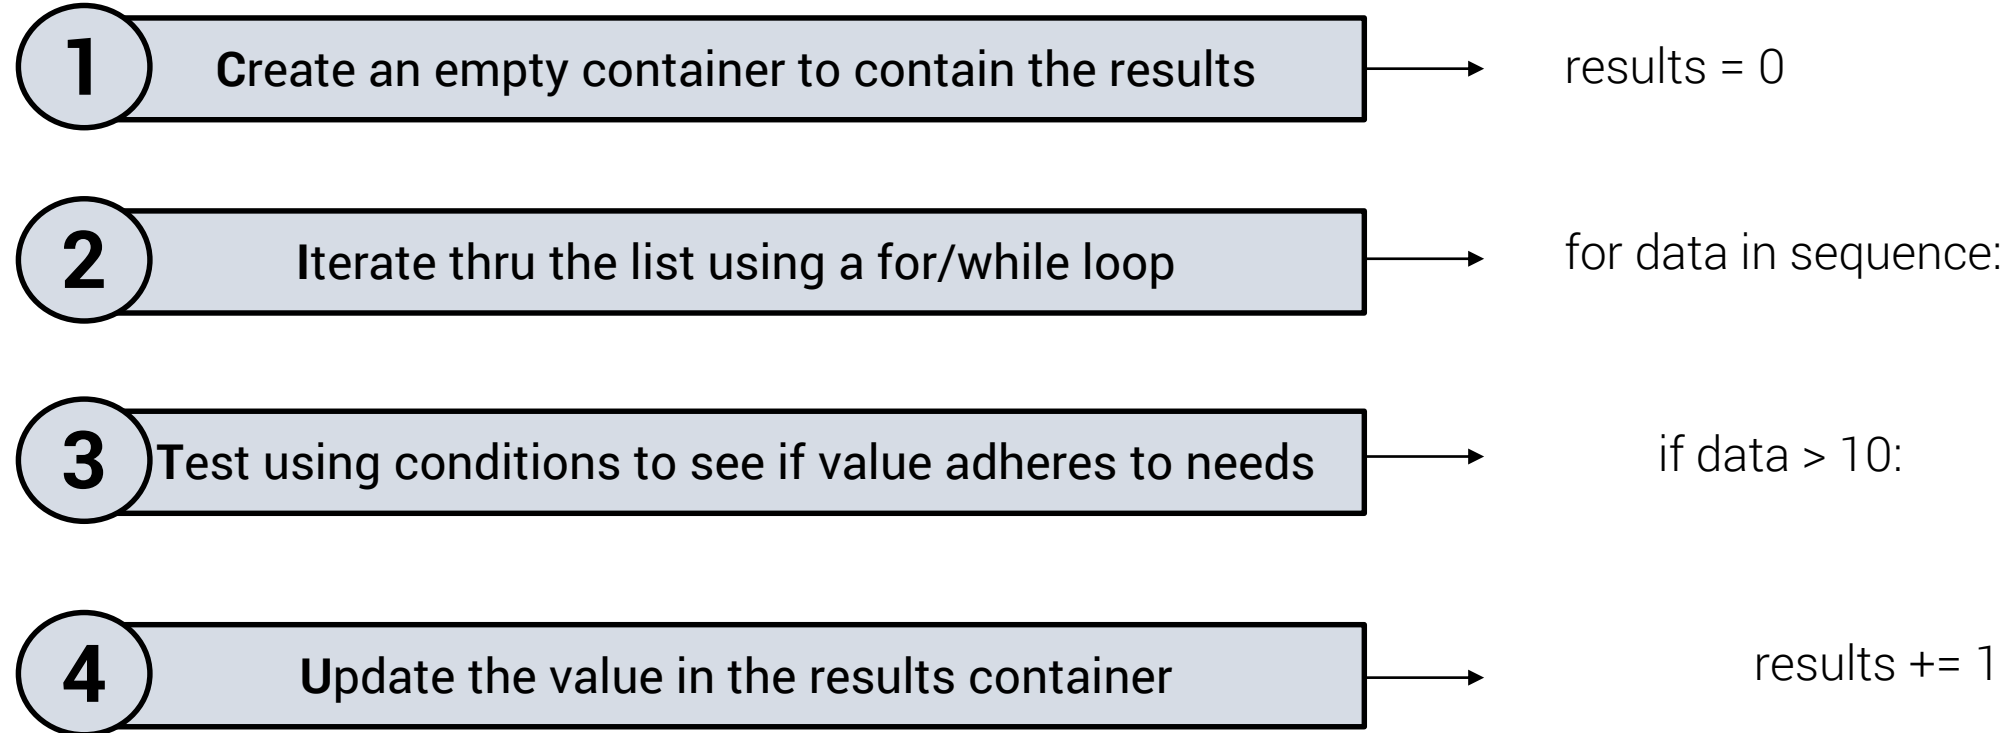 1 Create an empty container to contain the results results = 0
2 Iterate thru the list using a for/while loop for data in sequence:
3 Test using conditions to see if value adheres to needs if data > 10:
4 Update the value in the results container results += 1